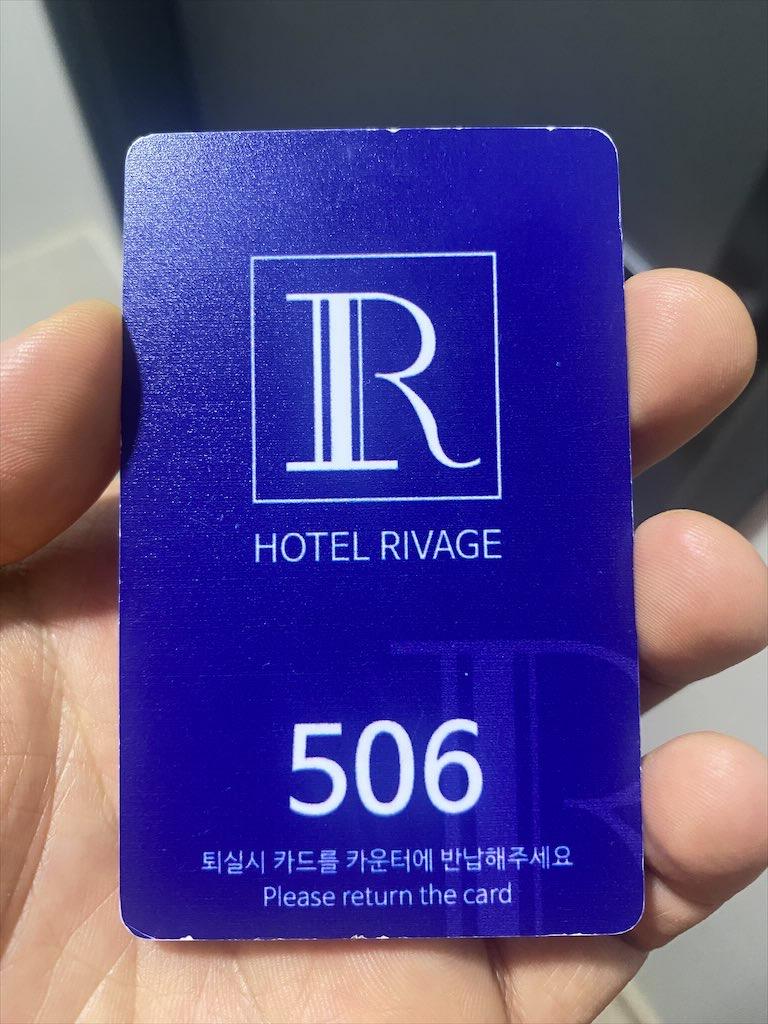 R
HOTEL RIVAGE
506
퇴실시 카드를 카운터에 반납해주세요
Please return the card